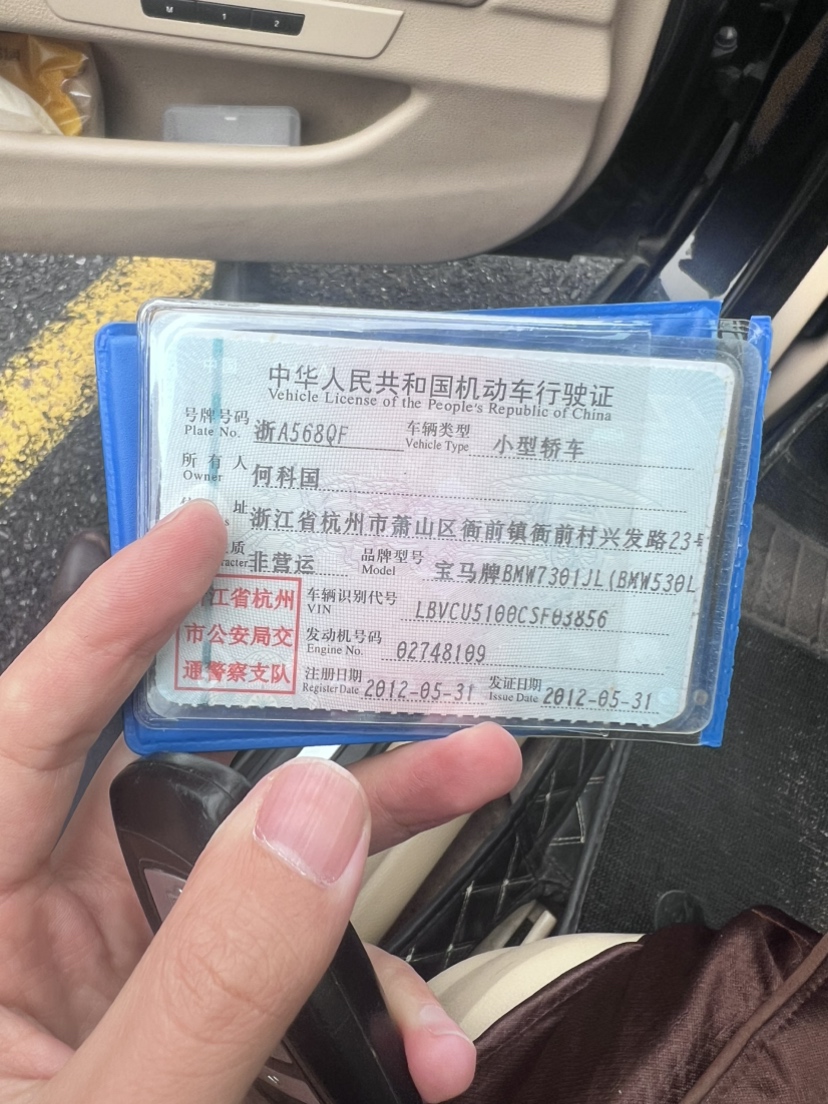 M 1 2
中华人民共和国机动车行驶证
Vehicle License of the People's Republic of China
号牌号码 浙A568QF 车辆类型 小型轿车
Plate No. Vehicle Type
所有人 何科国
Owner
址 浙江省杭州市萧山区衙前镇衙前村兴发路23号
质 非营运 品牌型号 宝马牌BMW7301JL(BMW530L
Model
车辆识别代号 LBVCU5100CSF03856
VIN
发动机号码 02748109
Engine No.
注册日期 2012-05-31 发证日期 2012-05-31
Register Date Issue Date
江省杭州
市公安局交
通警察支队